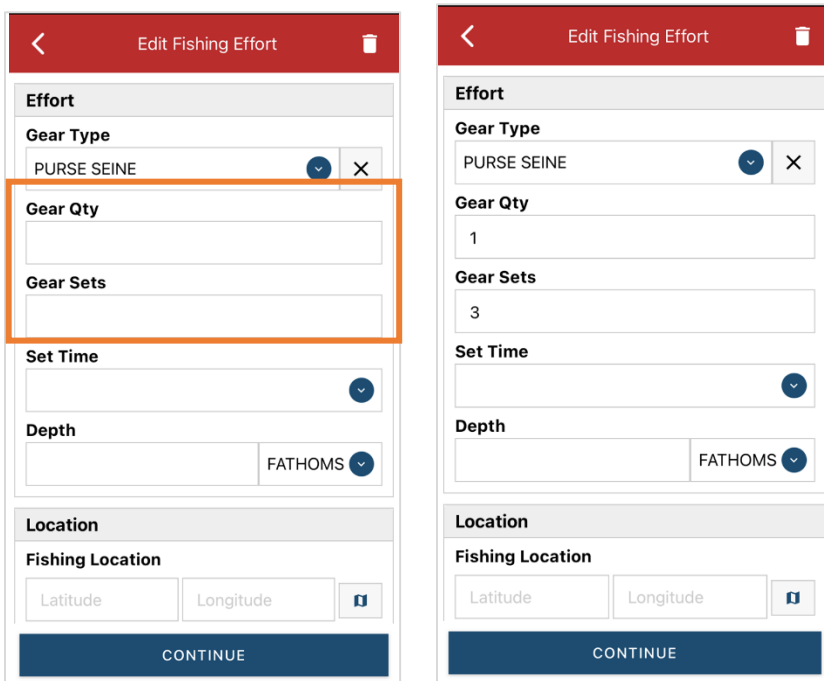 Edit Fishing Effort
Effort
Gear Type
PURSE SEINE
Gear Qty
Gear Sets
Set Time
Depth
FATHOMS
Location
Fishing Location
Latitude Longitude
CONTINUE
Edit Fishing Effort
Effort
Gear Type
PURSE SEINE
Gear Qty
1
Gear Sets
3
Set Time
Depth
FATHOMS
Location
Fishing Location
Latitude Longitude
CONTINUE